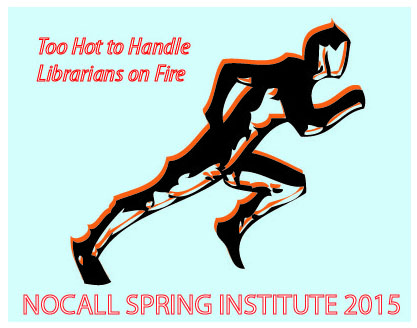 Too Hot to Handle
Librarians on Fire
NOCALL SPRING INSTITUTE 2015